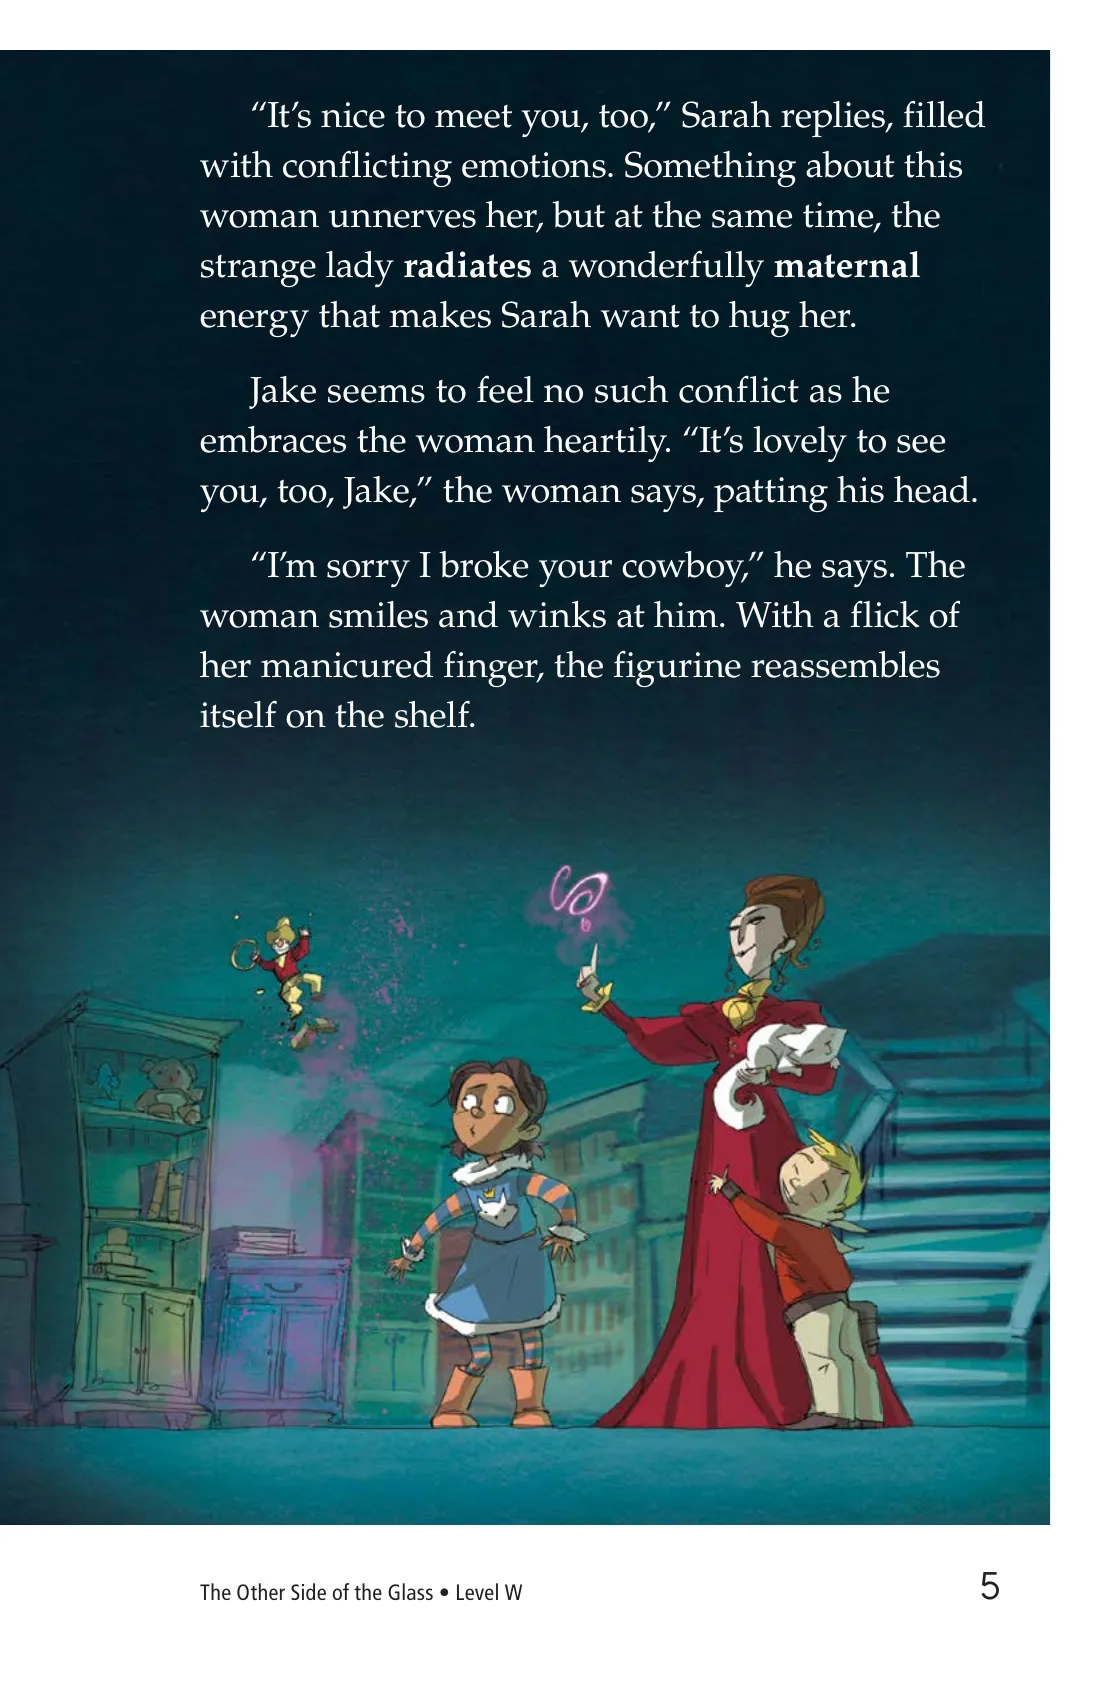 “It’s nice to meet you, too,” Sarah replies, filled
with conflicting emotions. Something about this
woman unnerves her, but at the same time, the
strange lady radiates a wonderfully maternal
energy that makes Sarah want to hug her.
Jake seems to feel no such conflict as he
embraces the woman heartily. “It’s lovely to see
you, too, Jake,” the woman says, patting his head.
“I’m sorry I broke your cowboy,” he says. The
woman smiles and winks at him. With a flick of
her manicured finger, the figurine reassembles
itself on the shelf.
The Other Side of the Glass • Level W
5